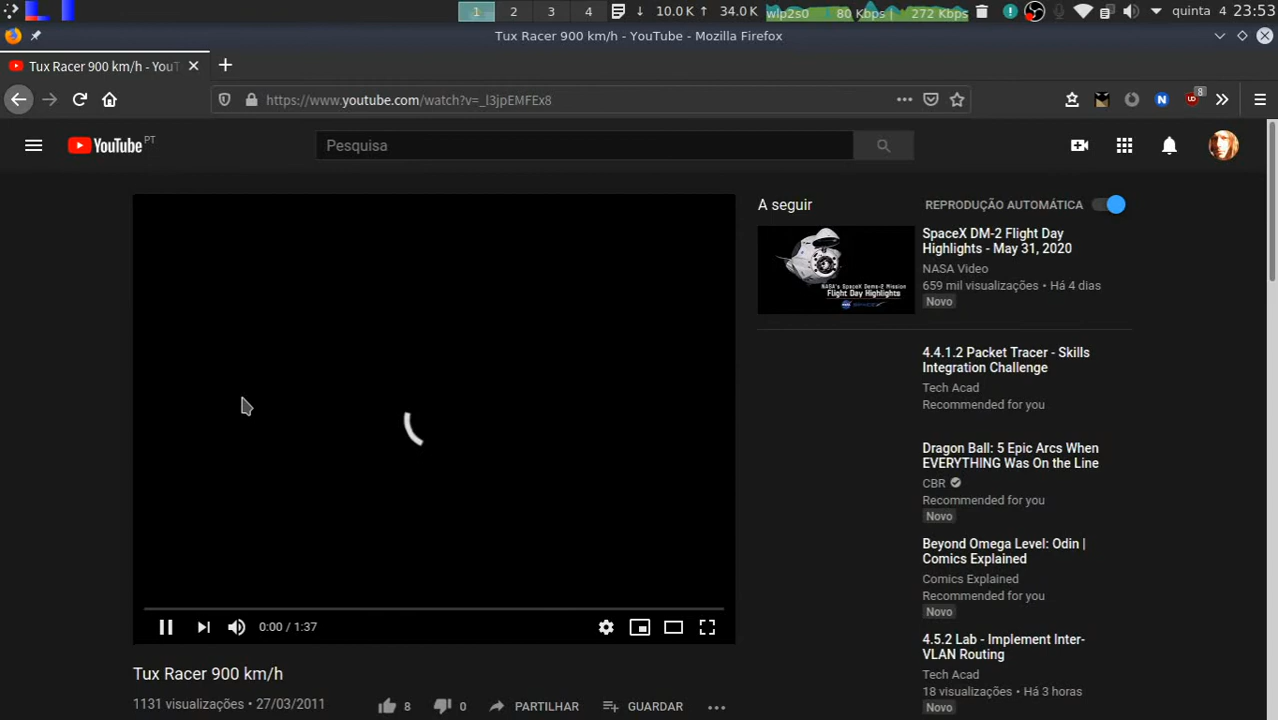 1 2 3 4 ↓ 10.0 K ↑ 34.0 K wlp2s0 80 Kbps | 272 Kbps quinta 4 23:53
Tux Racer 900 km/h - YouTube - Mozilla Firefox
Tux Racer 900 km/h - YouT
https://www.youtube.com/watch?v=_l3jpEMFEx8
8
YouTube PT
Pesquisa
A seguir
REPRODUÇÃO AUTOMÁTICA
NASA's SpaceX Demo-2 Mission
Flight Day Highlights
SpaceX DM-2 Flight Day
Highlights - May 31, 2020
NASA Video
659 mil visualizações • Há 4 dias
Novo
4.4.1.2 Packet Tracer - Skills
Integration Challenge
Tech Acad
Recommended for you
Dragon Ball: 5 Epic Arcs When
EVERYTHING Was On the Line
CBR
Recommended for you
Novo
Beyond Omega Level: Odin |
Comics Explained
Comics Explained
Recommended for you
Novo
4.5.2 Lab - Implement Inter-
VLAN Routing
Tech Acad
18 visualizações • Há 3 horas
Novo
0:00 / 1:37
Tux Racer 900 km/h
1131 visualizações • 27/03/2011
8 0 PARTILHAR GUARDAR